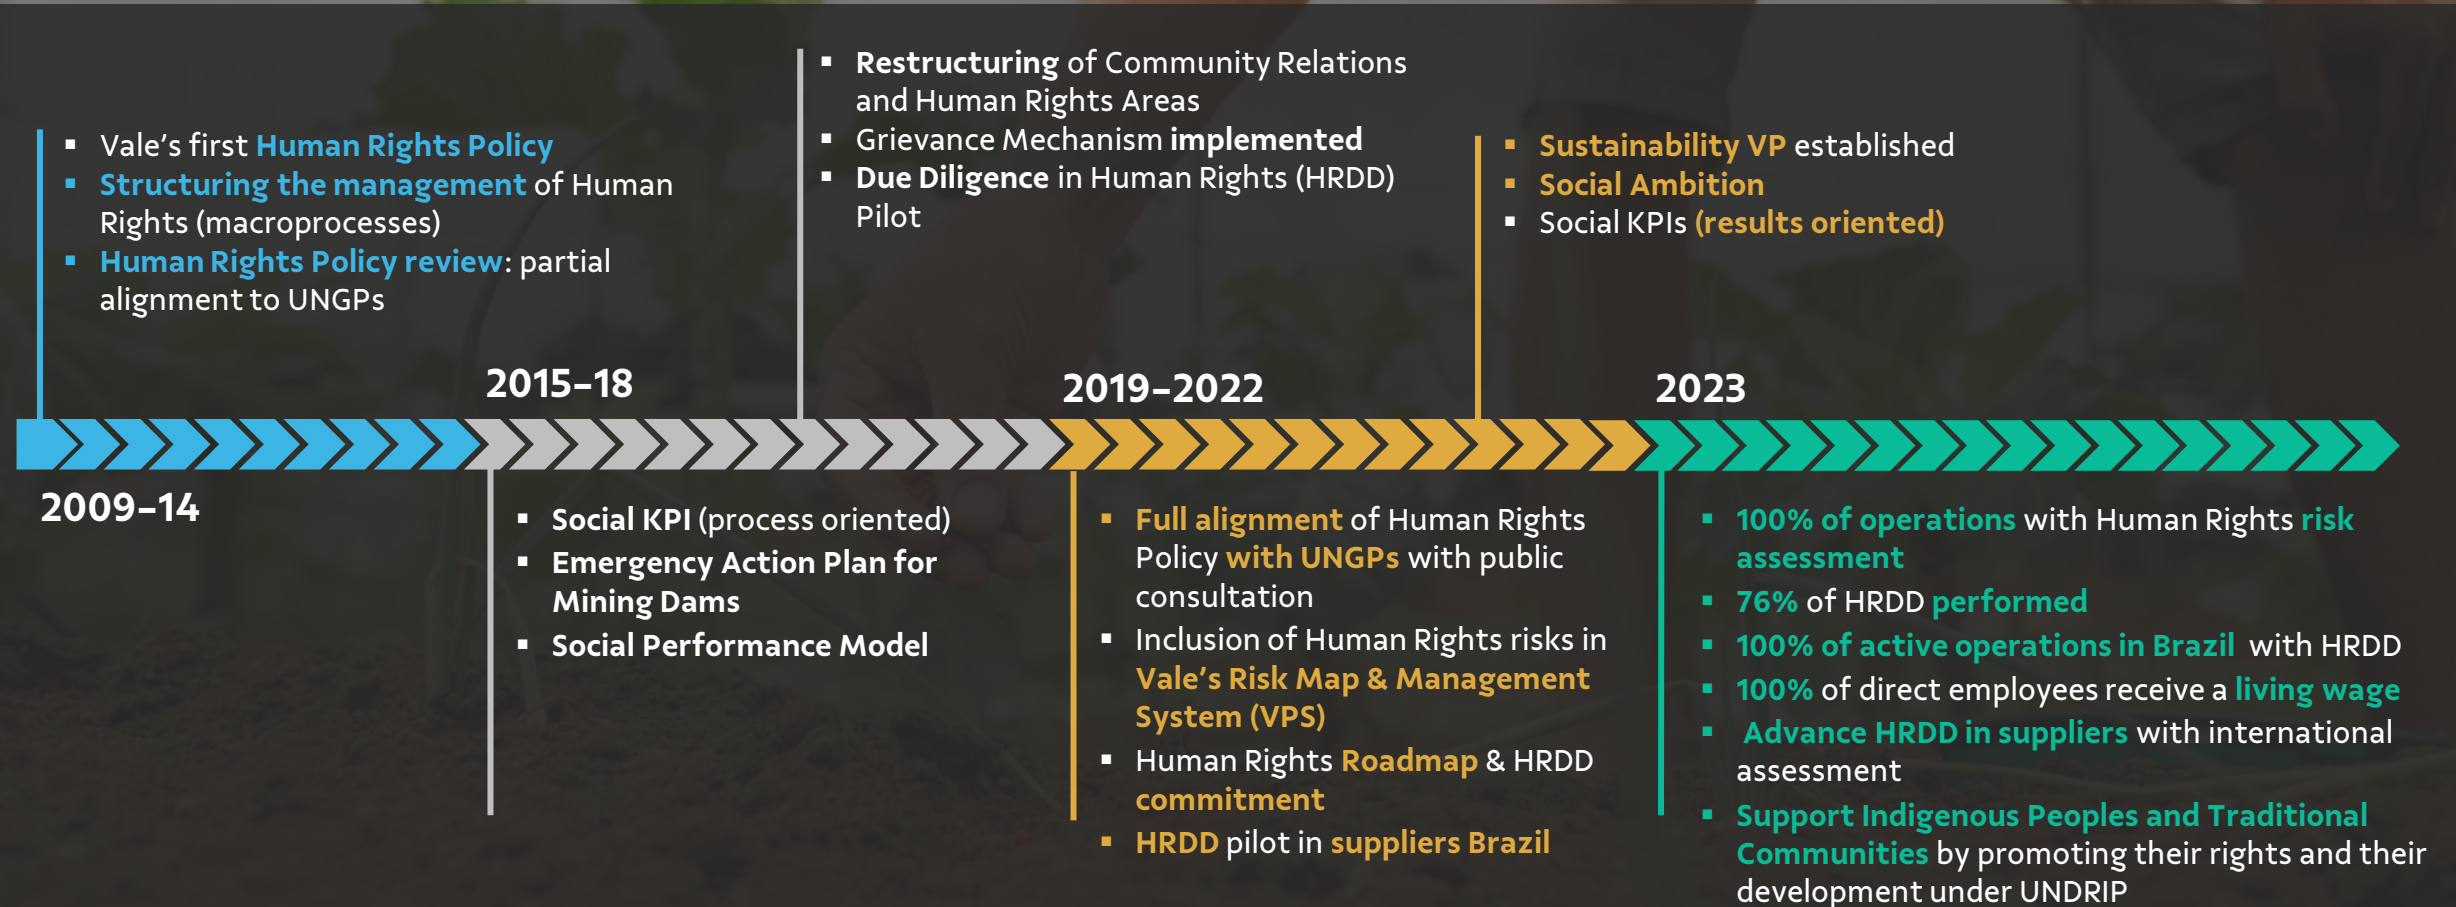 ▪ Vale's first Human Rights Policy
▪ Structuring the management of Human
Rights (macroprocesses)
▪ Human Rights Policy review: partial
alignment to UNGPs
2009–14
▪ Restructuring of Community Relations
and Human Rights Areas
▪ Grievance Mechanism implemented
▪ Due Diligence in Human Rights (HRDD)
Pilot
2015–18
▪ Social KPI (process oriented)
▪ Emergency Action Plan for
Mining Dams
▪ Social Performance Model
▪ Sustainability VP established
▪ Social Ambition
▪ Social KPIs (results oriented)
2019–2022
▪ Full alignment of Human Rights
Policy with UNGPs with public
consultation
▪ Inclusion of Human Rights risks in
Vale's Risk Map & Management
System (VPS)
▪ Human Rights Roadmap & HRDD
commitment
▪ HRDD pilot in suppliers Brazil
2023
▪ 100% of operations with Human Rights risk
assessment
▪ 76% of HRDD performed
▪ 100% of active operations in Brazil with HRDD
▪ 100% of direct employees receive a living wage
▪ Advance HRDD in suppliers with international
assessment
▪ Support Indigenous Peoples and Traditional
Communities by promoting their rights and their
development under UNDRIP